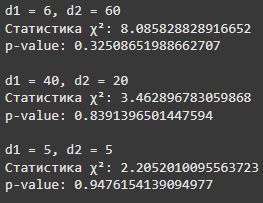 d1 = 6, d2 = 60
Статистика χ²: 8.085828828916652
p-value: 0.32508651988662707
d1 = 40, d2 = 20
Статистика χ²: 3.462896783059868
p-value: 0.8391396501447594
d1 = 5, d2 = 5
Статистика χ²: 2.2052010095563723
p-value: 0.9476154139094977